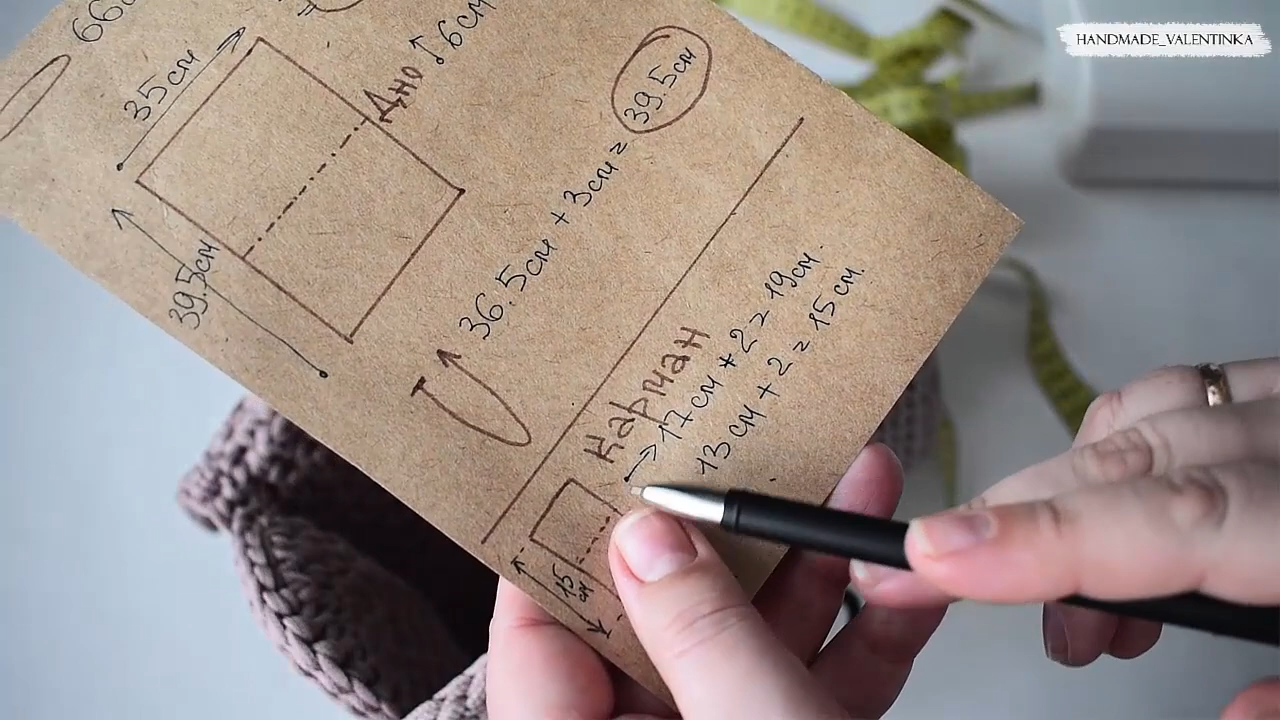 HANDMADE_VALENTINKA
35см
Дно ↑ 6см
39.5см
36.5см + 3см = 39.5см
Карман
→ 17см * 2 = 19см.
13см + 2 = 15см.
15
см